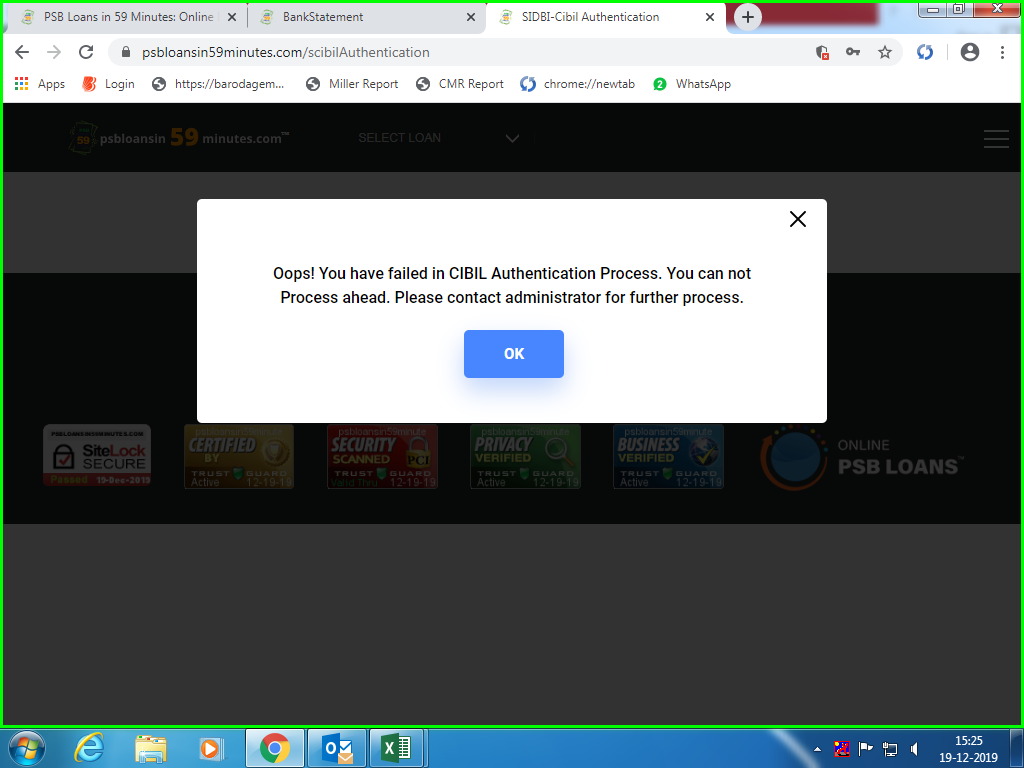 PSB Loans in 59 Minutes: Online
BankStatement
SIDBI-Cibil Authentication
psbloansin59minutes.com/scibilAuthentication
Apps
Login
https://barodagem...
Miller Report
CMR Report
chrome://newtab
2
WhatsApp
59
psbloansin 59 minutes.com™
SELECT LOAN
Oops! You have failed in CIBIL Authentication Process. You can not
Process ahead. Please contact administrator for further process.
OK
PSBLOANSIN59MINUTES.COM
SiteLock
SECURE
Passed 19-Dec-2019
psbloansin59minute
CERTIFIED
BY
TRUST GUARD
Active 12-19-19
psbloansin59minute
SECURITY
SCANNED PCI
TRUST GUARD
Valid Thru 12-19-19
psbloansin59minute
PRIVACY
VERIFIED
TRUST GUARD
Active 12-19-19
psbloansin59minute
BUSINESS
VERIFIED
TRUST GUARD
Active 12-19-19
ONLINE
PSB LOANS™
15:25
19-12-2019